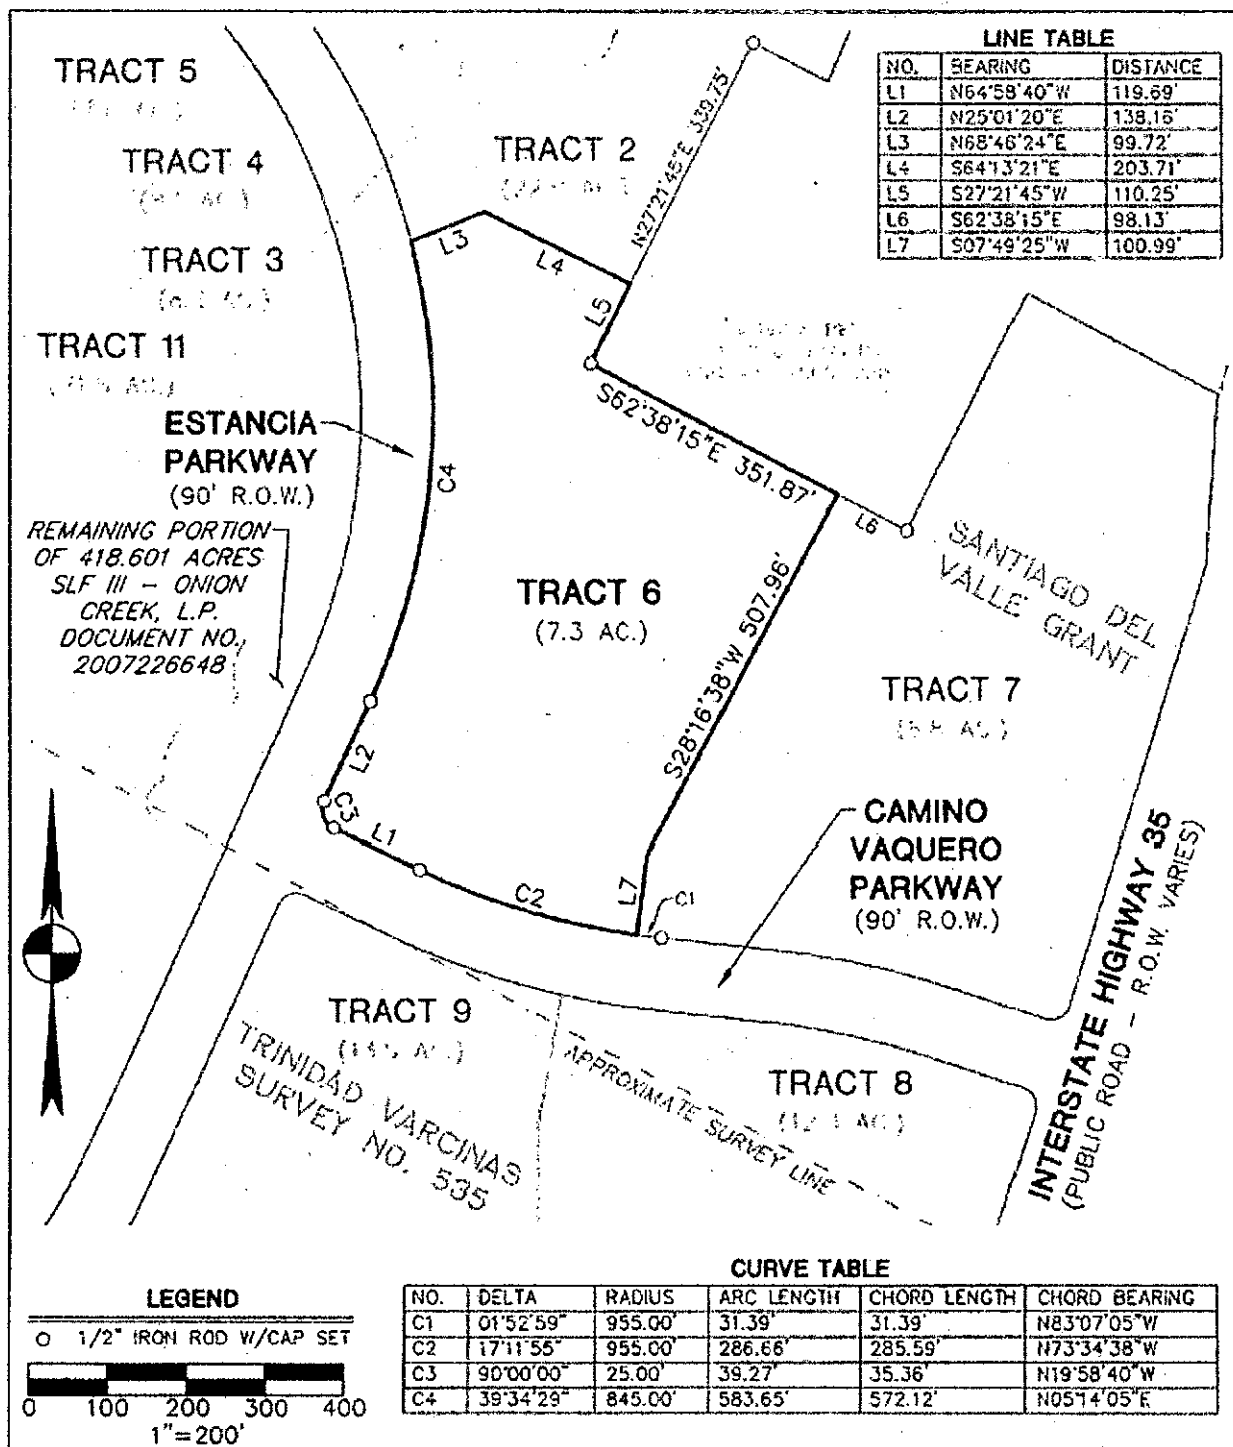 LINE TABLE
NO. BEARING DISTANCE
L1 N64°58'40"W 119.69'
L2 N25°01'20"E 138.16'
L3 N68°46'24"E 99.72'
L4 S64°13'21"E 203.71'
L5 S27°21'45"W 110.25'
L6 S62°38'15"E 98.13'
L7 S07°49'25"W 100.99'
TRACT 5
TRACT 4
TRACT 3
TRACT 11
TRACT 2
N27°21'45"E 339.75'
L3
L4
L5
ESTANCIA
PARKWAY
(90' R.O.W.)
C4
S62°38'15"E 351.87'
L6
REMAINING PORTION
OF 418.601 ACRES
SLF III – ONION
CREEK, L.P.
DOCUMENT NO.
2007226648
SANTIAGO DEL
VALLE GRANT
TRACT 6
(7.3 AC.)
S28°16'38"W 507.96'
TRACT 7
L2
C3
L1
C2
L7
C1
CAMINO
VAQUERO
PARKWAY
(90' R.O.W.)
INTERSTATE HIGHWAY 35
(PUBLIC ROAD – R.O.W. VARIES)
TRACT 9
TRINIDAD VARCINAS
SURVEY NO. 535
APPROXIMATE SURVEY LINE
TRACT 8
LEGEND
1/2" IRON ROD W/CAP SET
0 100 200 300 400
1"=200'
CURVE TABLE
NO. DELTA RADIUS ARC LENGTH CHORD LENGTH CHORD BEARING
C1 01°52'59" 955.00' 31.39' 31.39' N83°07'05"W
C2 17°11'55" 955.00' 286.66' 285.59' N73°34'38"W
C3 90°00'00" 25.00' 39.27' 35.36' N19°58'40"W
C4 39°34'29" 845.00' 583.65' 572.12' N05°14'05"E